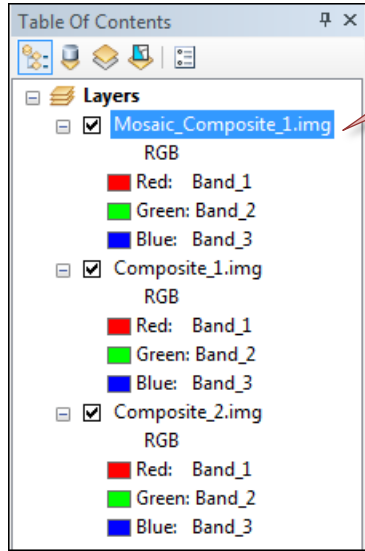 Table Of Contents
Layers
Mosaic_Composite_1.img
RGB
Red: Band_1
Green: Band_2
Blue: Band_3
Composite_1.img
RGB
Red: Band_1
Green: Band_2
Blue: Band_3
Composite_2.img
RGB
Red: Band_1
Green: Band_2
Blue: Band_3